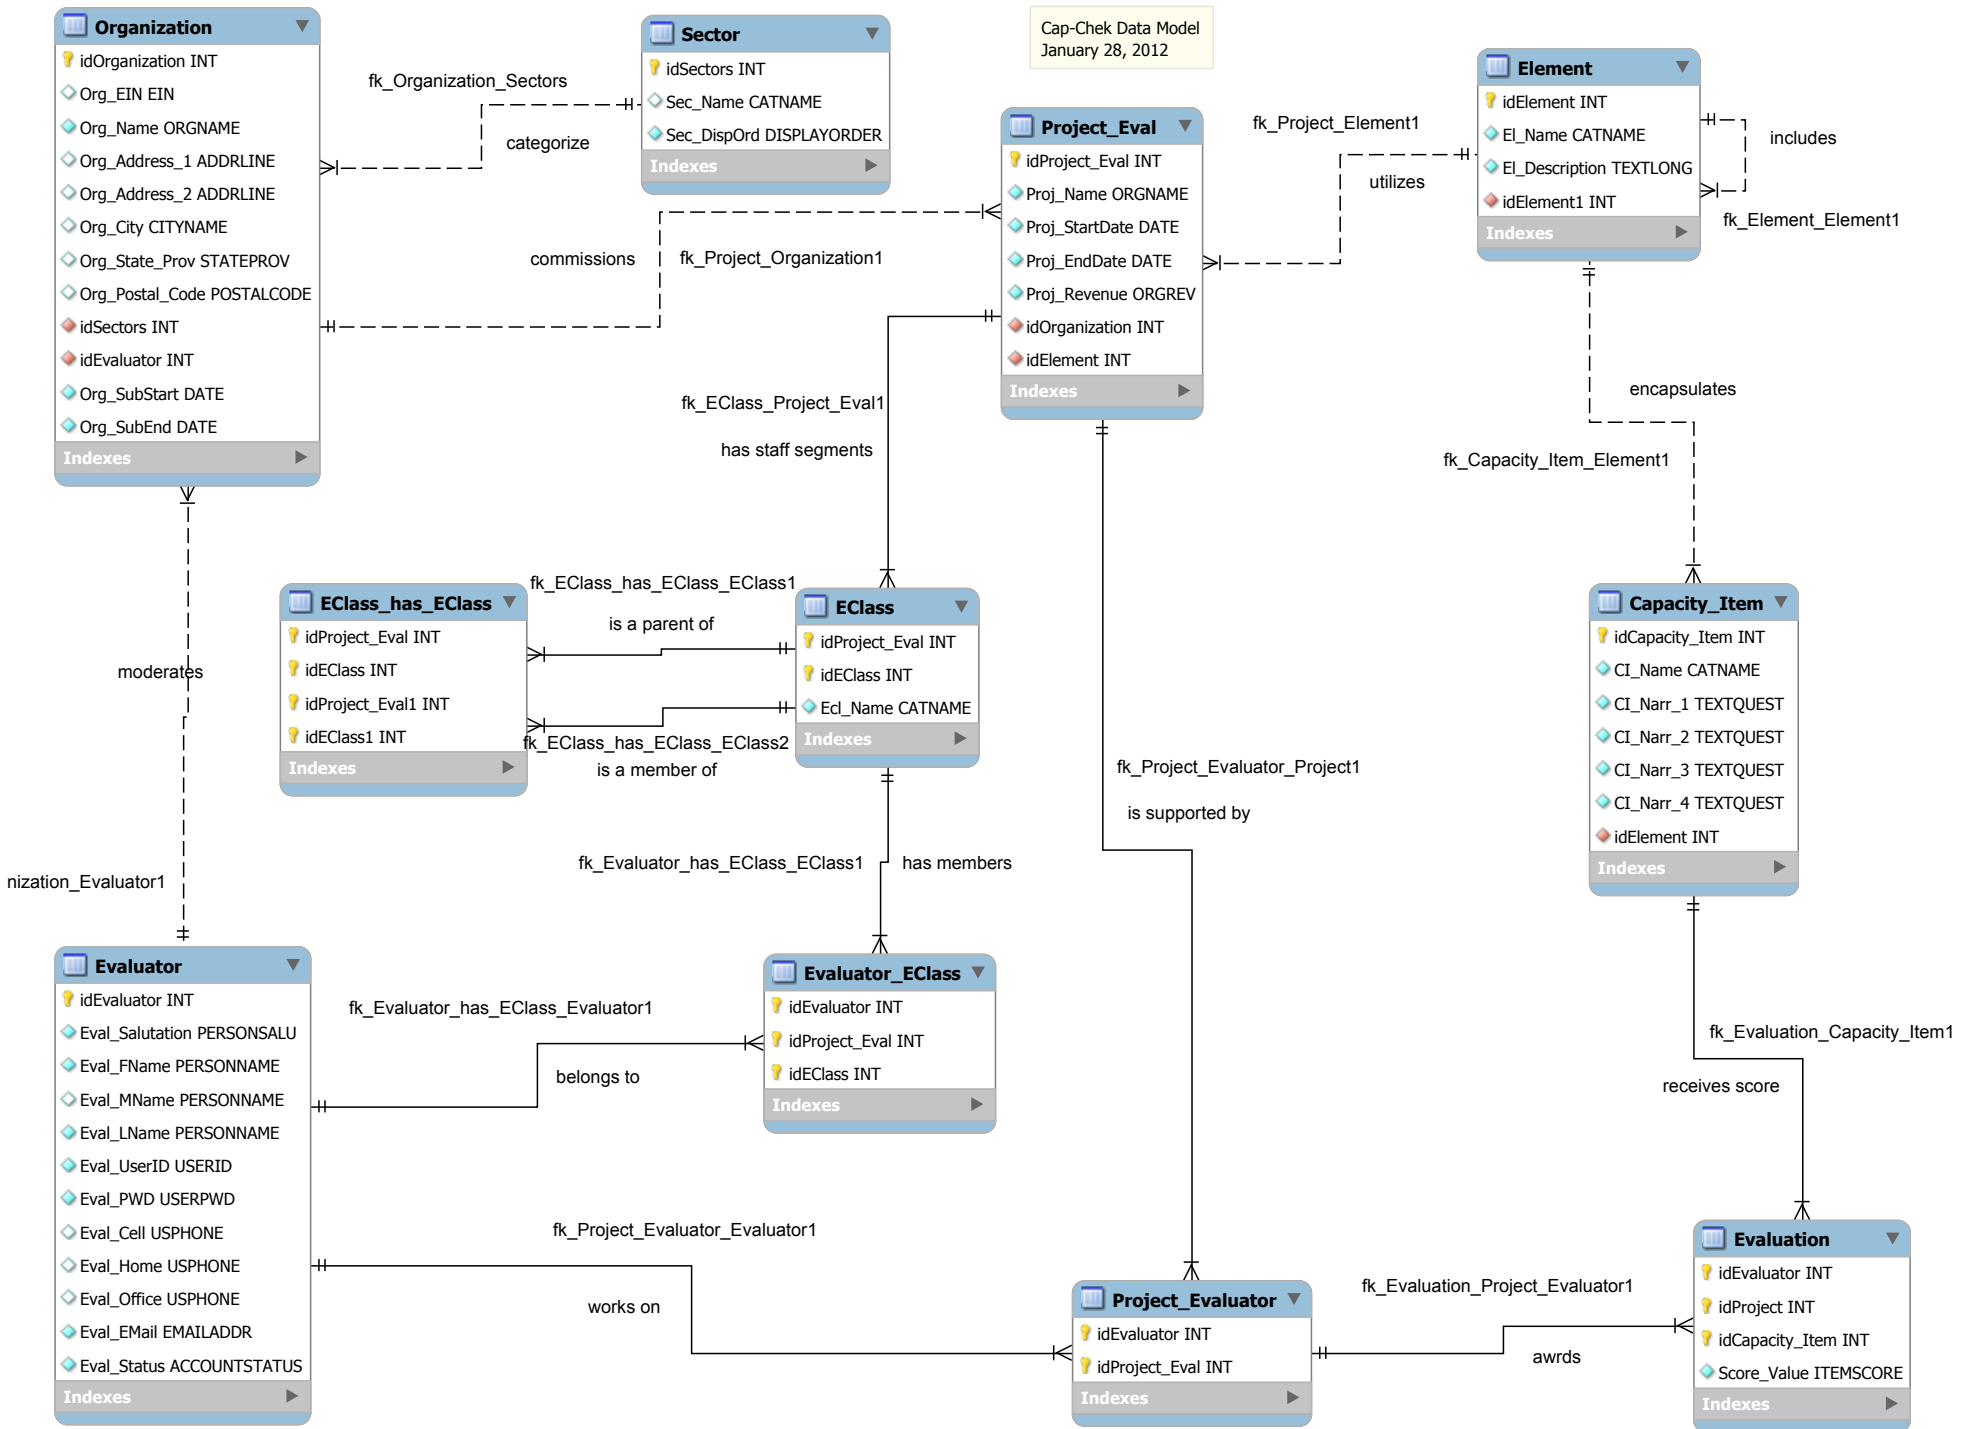 Organization
idOrganization INT
Org_EIN EIN
Org_Name ORGNAME
Org_Address_1 ADDRLINE
Org_Address_2 ADDRLINE
Org_City CITYNAME
Org_State_Prov STATEPROV
Org_Postal_Code POSTALCODE
idSectors INT
idEvaluator INT
Org_SubStart DATE
Org_SubEnd DATE
Indexes
fk_Organization_Sectors
categorize
Sector
idSectors INT
Sec_Name CATNAME
Sec_DispOrd DISPLAYORDER
Indexes
Cap-Chek Data Model
January 28, 2012
commissions
fk_Project_Organization1
Project_Eval
idProject_Eval INT
Proj_Name ORGNAME
Proj_StartDate DATE
Proj_EndDate DATE
Proj_Revenue ORGREV
idOrganization INT
idElement INT
Indexes
fk_Project_Element1
utilizes
Element
idElement INT
El_Name CATNAME
El_Description TEXTLONG
idElement1 INT
Indexes
includes
fk_Element_Element1
fk_EClass_Project_Eval1
has staff segments
encapsulates
fk_Capacity_Item_Element1
moderates
nization_Evaluator1
EClass_has_EClass
idProject_Eval INT
idEClass INT
idProject_Eval1 INT
idEClass1 INT
Indexes
fk_EClass_has_EClass_EClass1
is a parent of
fk_EClass_has_EClass_EClass2
is a member of
EClass
idProject_Eval INT
idEClass INT
Ecl_Name CATNAME
Indexes
fk_Project_Evaluator_Project1
is supported by
Capacity_Item
idCapacity_Item INT
CI_Name CATNAME
CI_Narr_1 TEXTQUEST
CI_Narr_2 TEXTQUEST
CI_Narr_3 TEXTQUEST
CI_Narr_4 TEXTQUEST
idElement INT
Indexes
fk_Evaluator_has_EClass_EClass1
has members
Evaluator
idEvaluator INT
Eval_Salutation PERSONSALU
Eval_FName PERSONNAME
Eval_MName PERSONNAME
Eval_LName PERSONNAME
Eval_UserID USERID
Eval_PWD USERPWD
Eval_Cell USPHONE
Eval_Home USPHONE
Eval_Office USPHONE
Eval_EMail EMAILADDR
Eval_Status ACCOUNTSTATUS
Indexes
fk_Evaluator_has_EClass_Evaluator1
belongs to
Evaluator_EClass
idEvaluator INT
idProject_Eval INT
idEClass INT
Indexes
fk_Evaluation_Capacity_Item1
receives score
fk_Project_Evaluator_Evaluator1
works on
Project_Evaluator
idEvaluator INT
idProject_Eval INT
Indexes
fk_Evaluation_Project_Evaluator1
awrds
Evaluation
idEvaluator INT
idProject INT
idCapacity_Item INT
Score_Value ITEMSCORE
Indexes